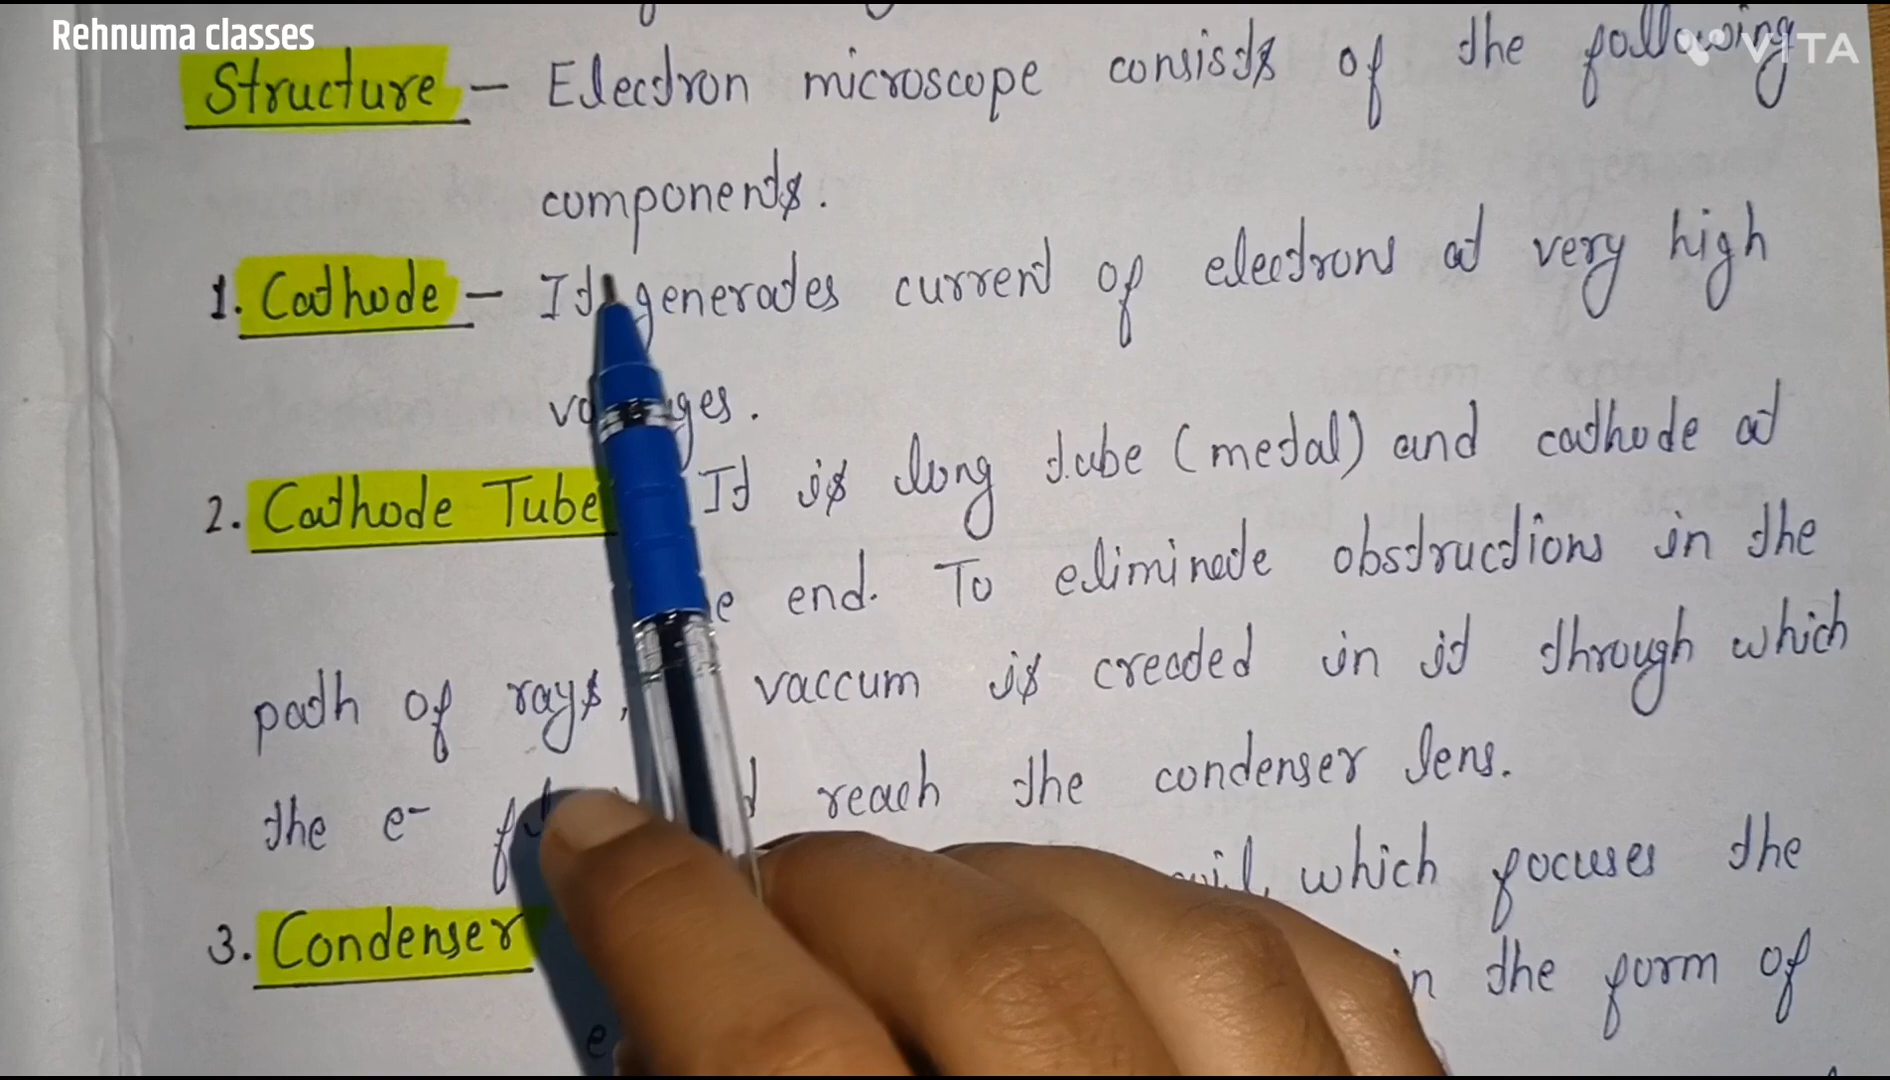 Rehnuma classes
VITA
Structure - Electron microscope consists of the following
components.
1. Cathode - It generates current of electrons at very high
2. Cathode Tube It is long tube (metal) and cathode at
end. To eliminate obstructions in the
path of rays, vaccum is created in it through which
the e- reach the condenser lens.
3. Condenser which focuses the
in the form of